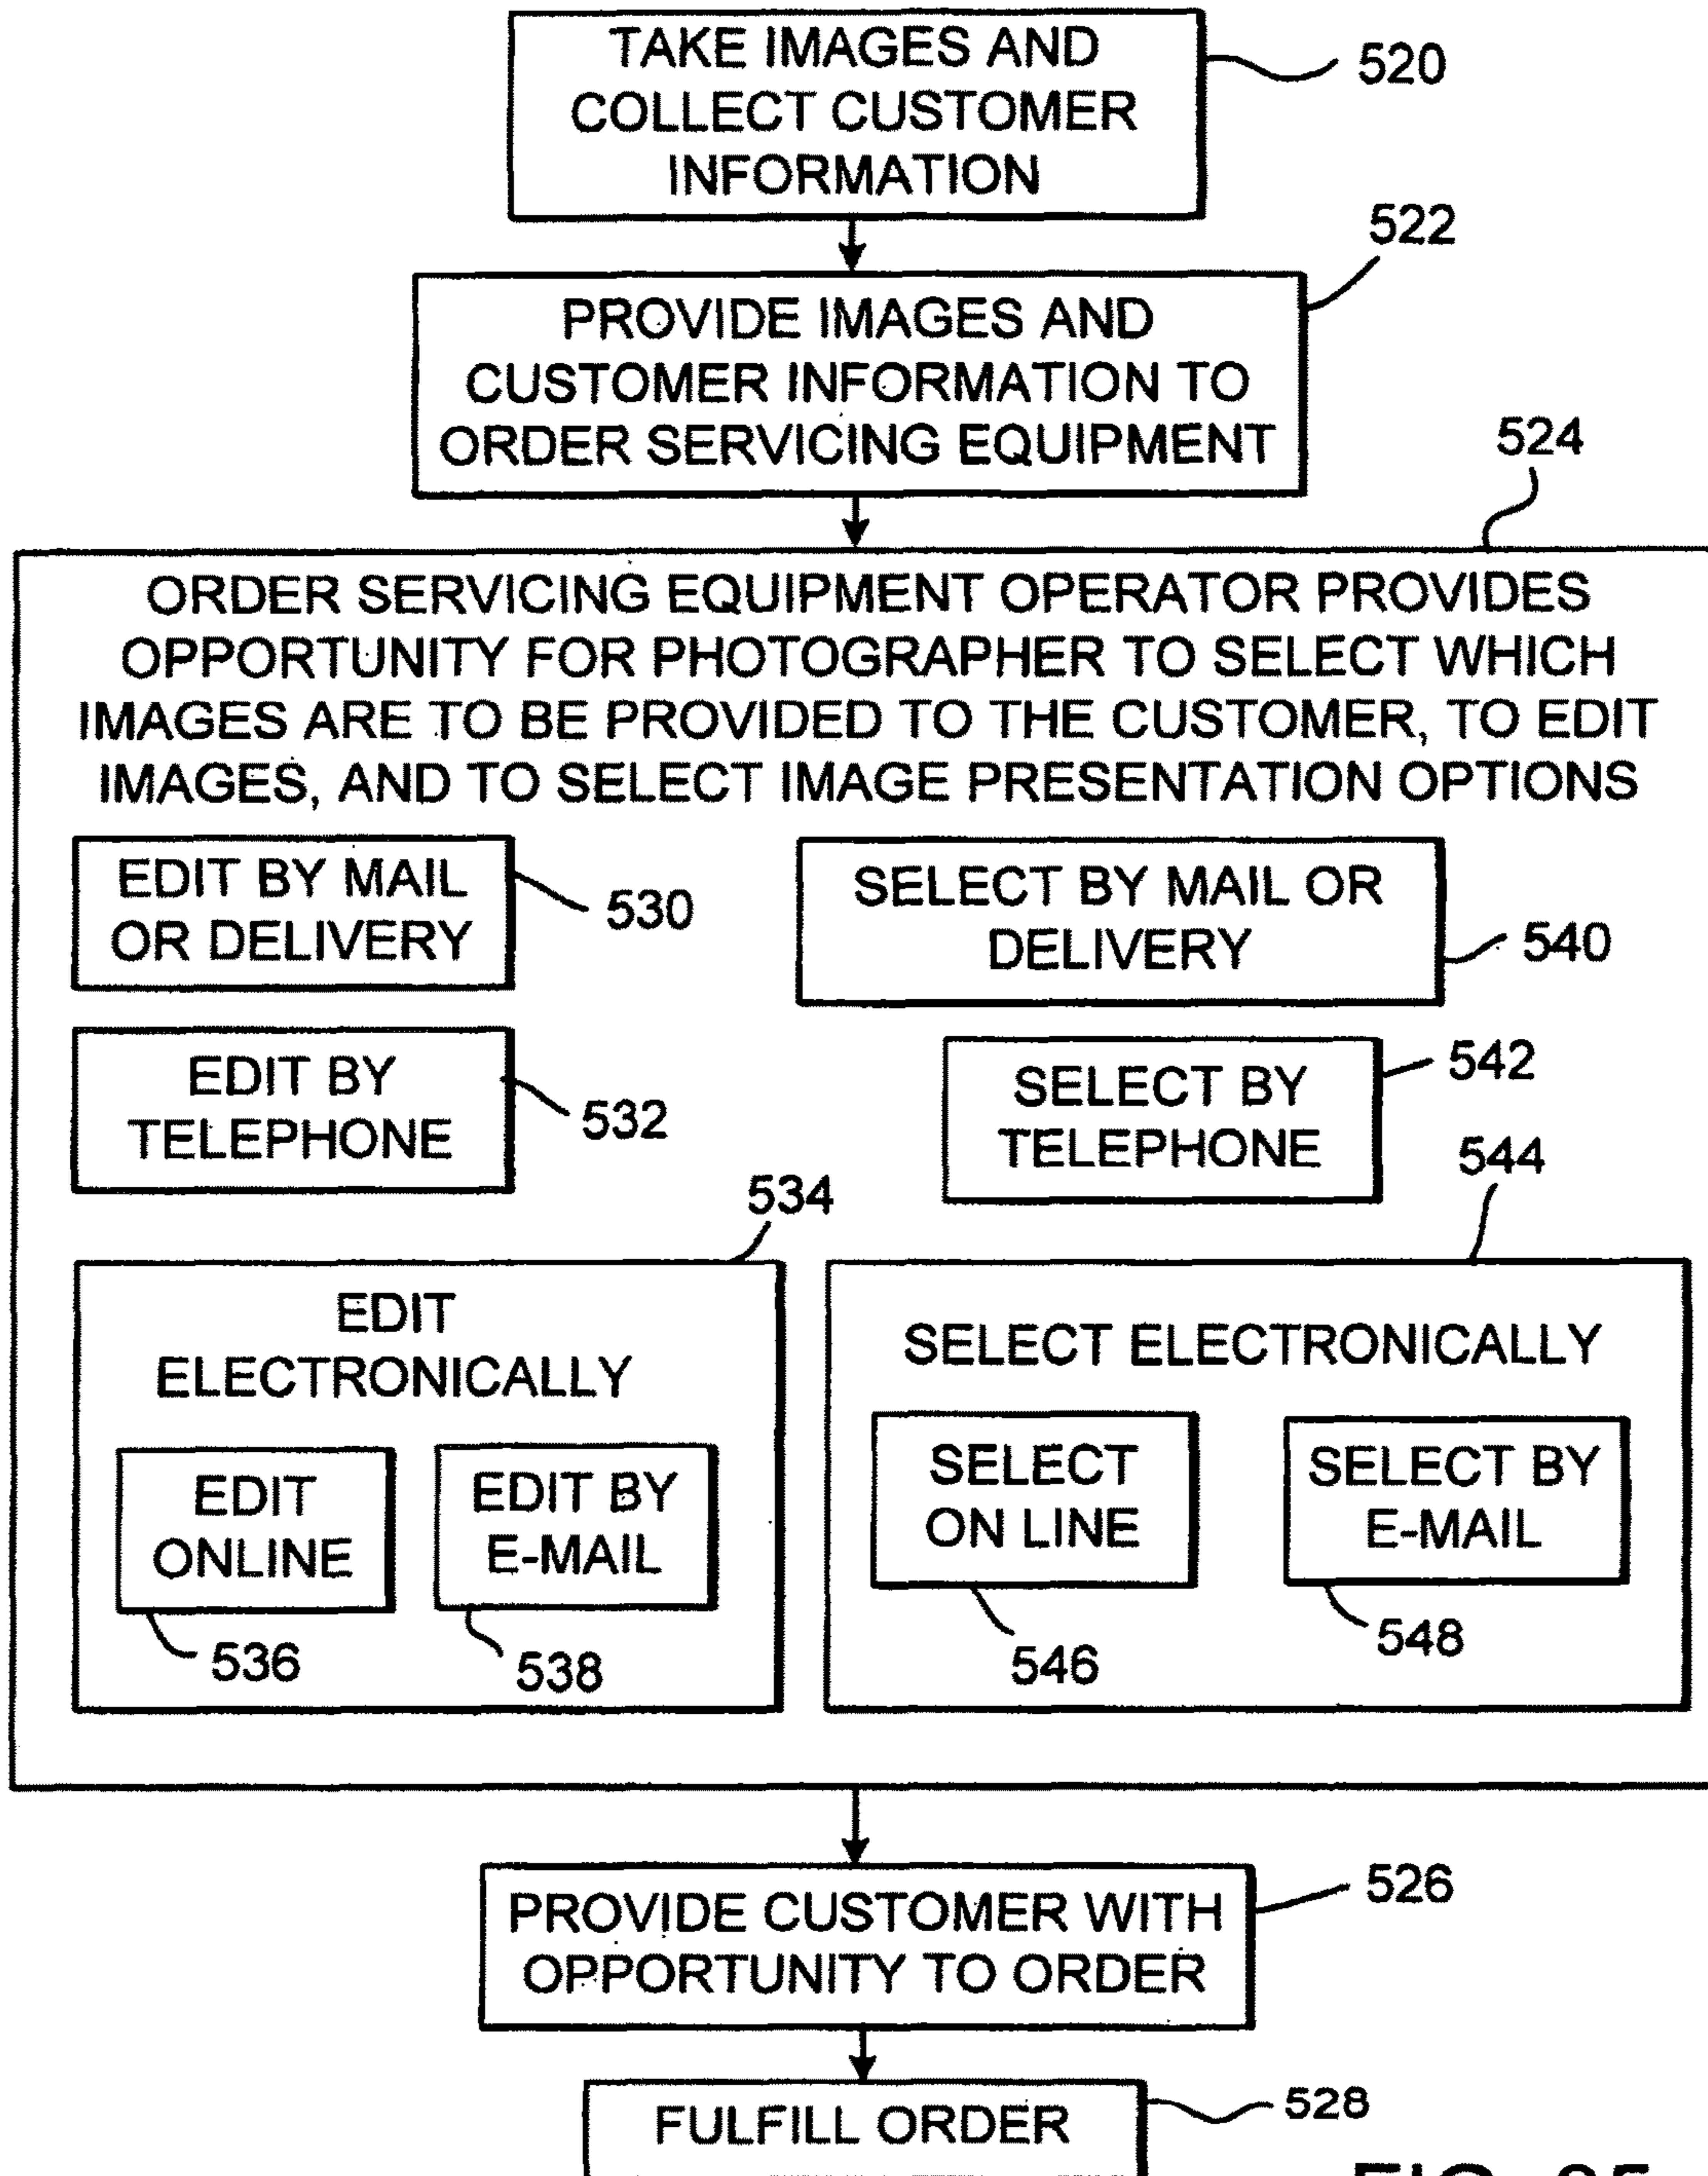 TAKE IMAGES AND
COLLECT CUSTOMER
INFORMATION
520
522
PROVIDE IMAGES AND
CUSTOMER INFORMATION TO
ORDER SERVICING EQUIPMENT
524
ORDER SERVICING EQUIPMENT OPERATOR PROVIDES
OPPORTUNITY FOR PHOTOGRAPHER TO SELECT WHICH
IMAGES ARE TO BE PROVIDED TO THE CUSTOMER, TO EDIT
IMAGES, AND TO SELECT IMAGE PRESENTATION OPTIONS
EDIT BY MAIL
OR DELIVERY
530
SELECT BY MAIL OR
DELIVERY
540
EDIT BY
TELEPHONE
532
SELECT BY
TELEPHONE
542
534
544
EDIT
ELECTRONICALLY
EDIT
ONLINE
536
EDIT BY
E-MAIL
538
SELECT ELECTRONICALLY
SELECT
ON LINE
546
SELECT BY
E-MAIL
548
PROVIDE CUSTOMER WITH
OPPORTUNITY TO ORDER
526
FULFILL ORDER
528